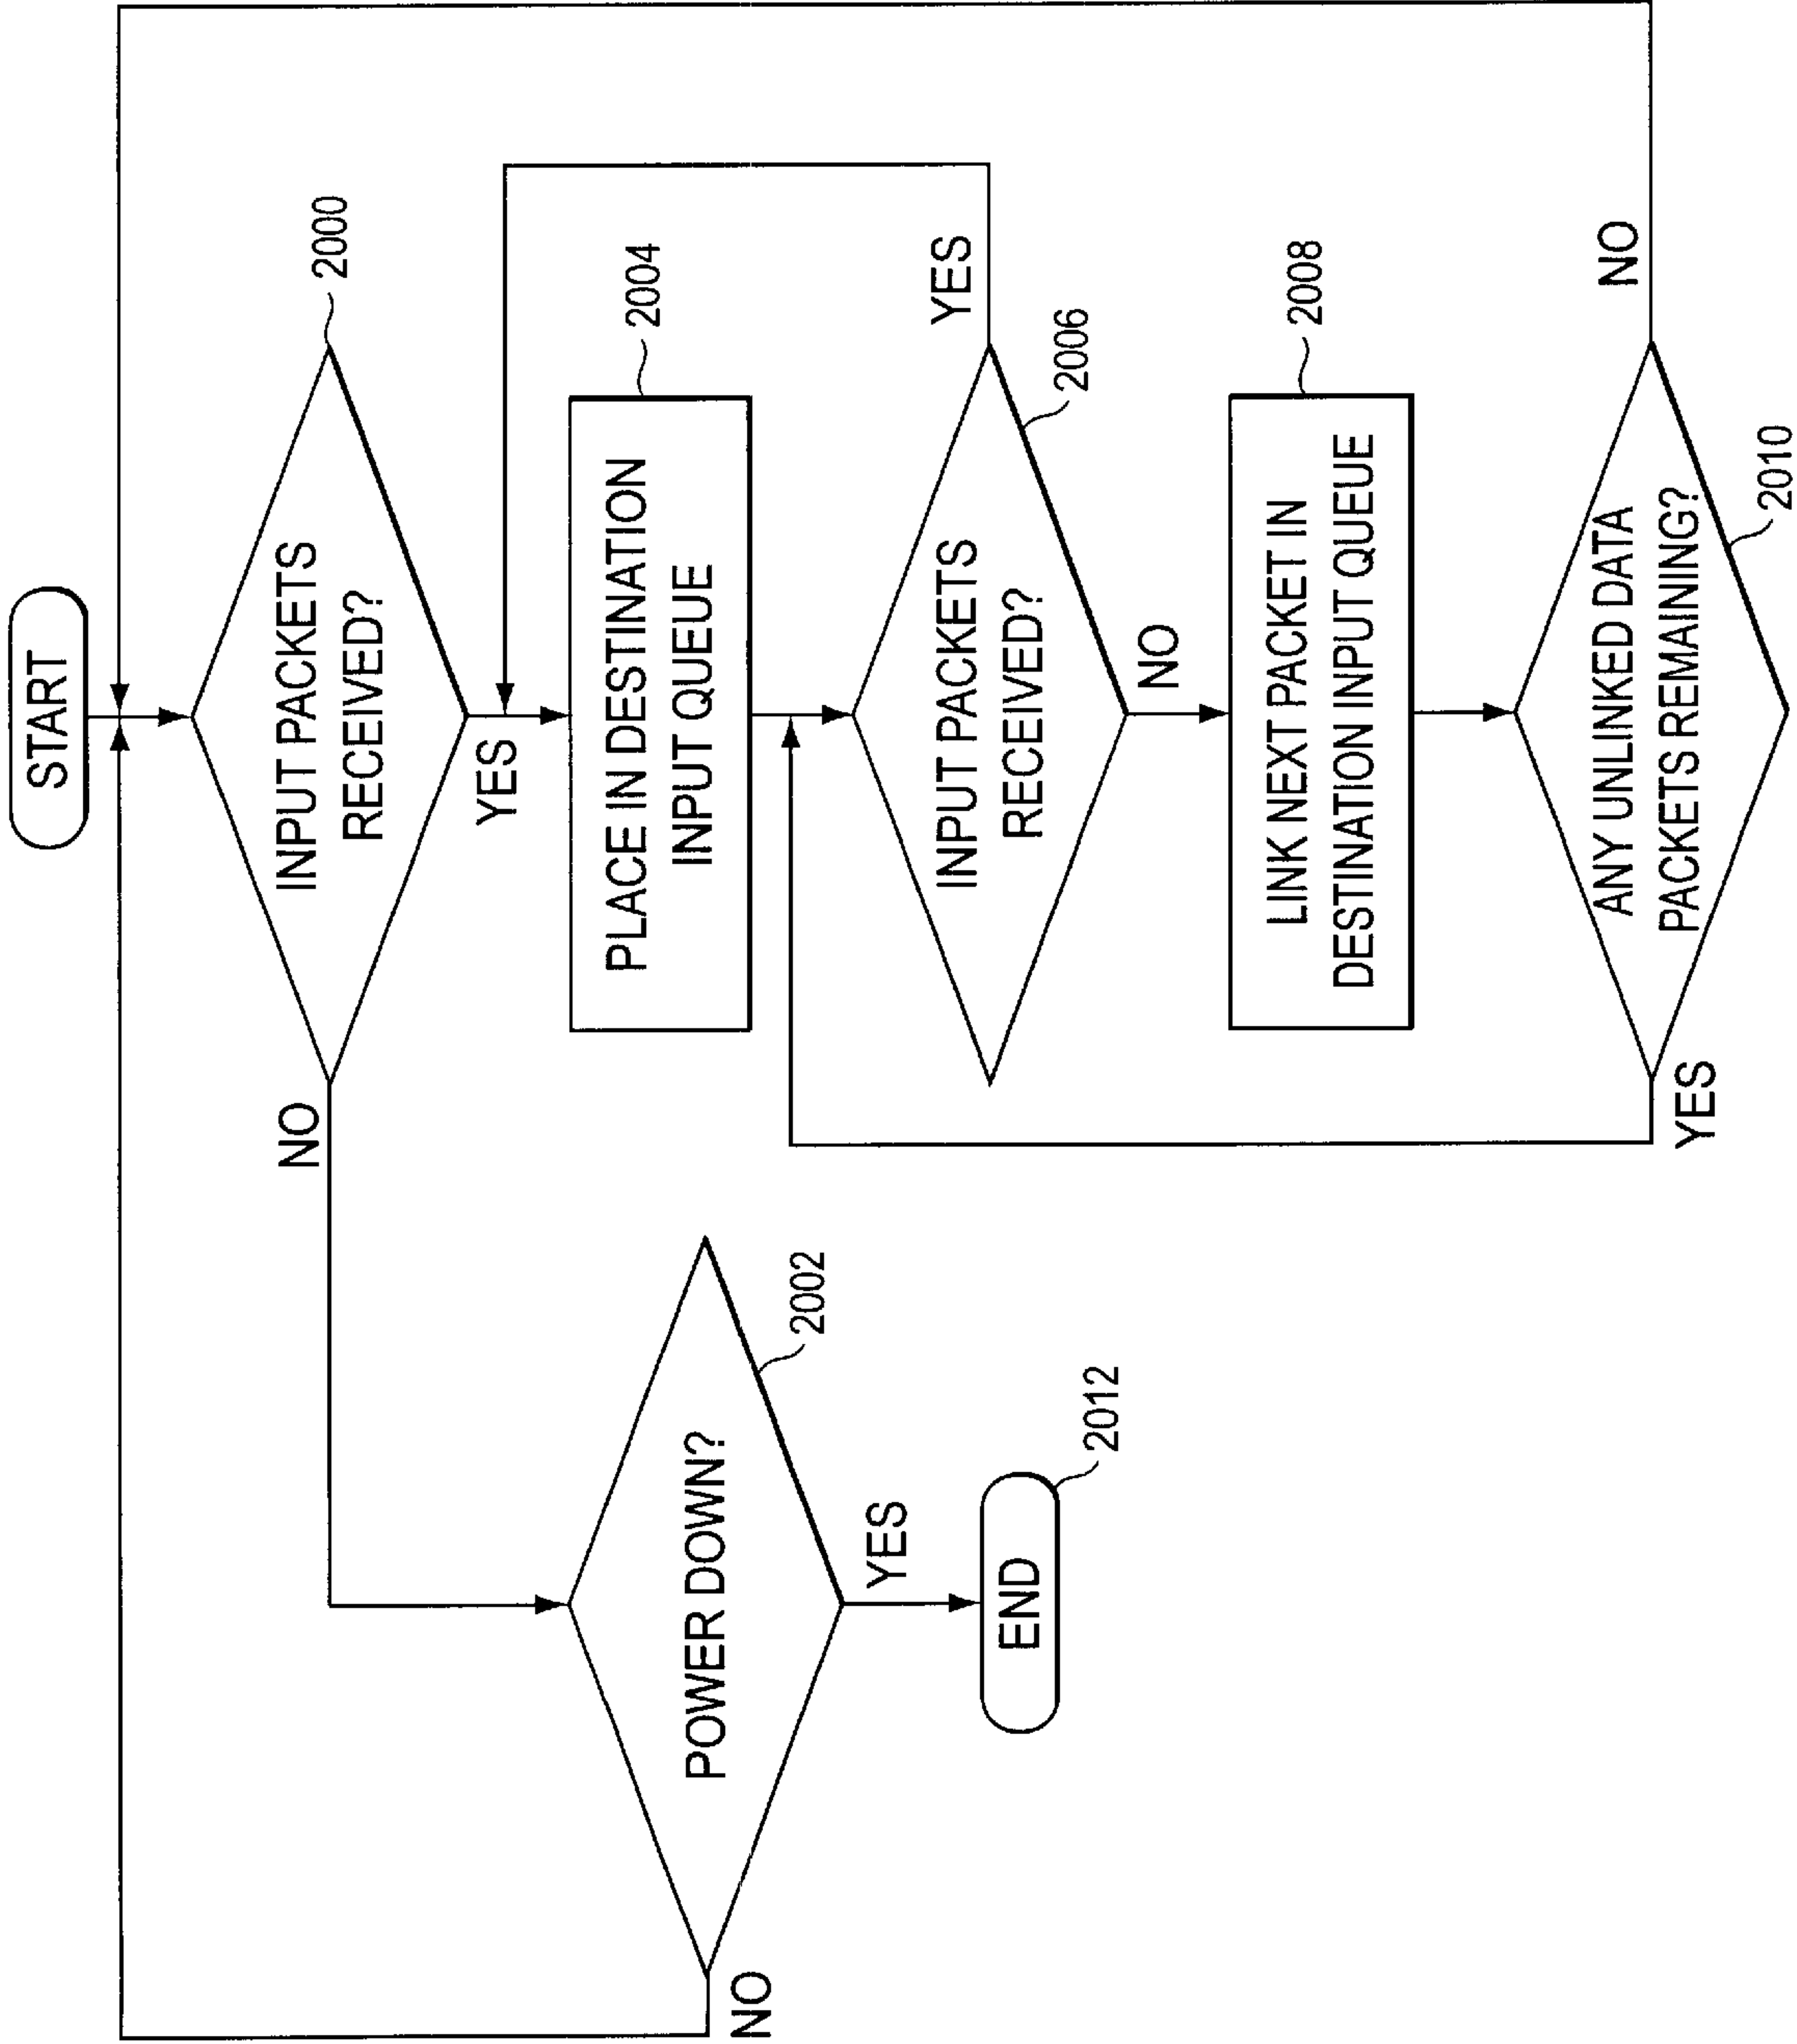 START
2000
INPUT PACKETS
RECEIVED?
NO
YES
2004
PLACE IN DESTINATION
INPUT QUEUE
POWER DOWN?
2002
NO
YES
END
2012
INPUT PACKETS
RECEIVED?
YES
2006
NO
2008
LINK NEXT PACKET IN
DESTINATION INPUT QUEUE
ANY UNLINKED DATA
PACKETS REMAINING?
NO
YES
2010